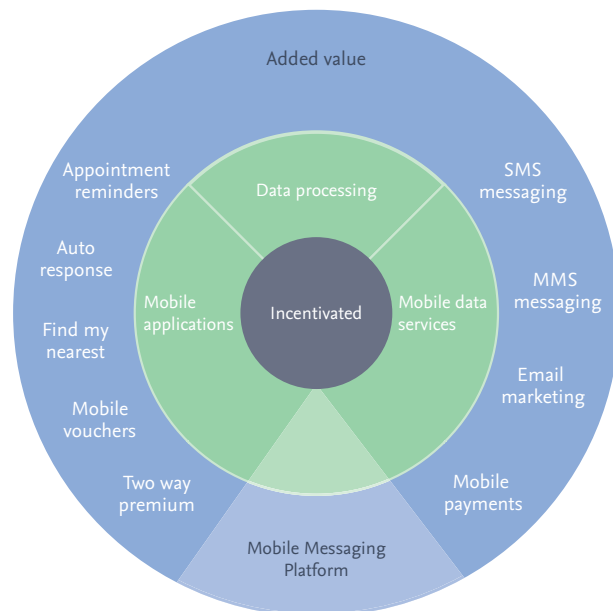 Added value
Appointment
reminders
SMS
messaging
Data processing
Auto
response
MMS
messaging
Mobile
applications
Incentivated
Mobile data
services
Find my
nearest
Email
marketing
Mobile
vouchers
Two way
premium
Mobile
payments
Mobile Messaging
Platform